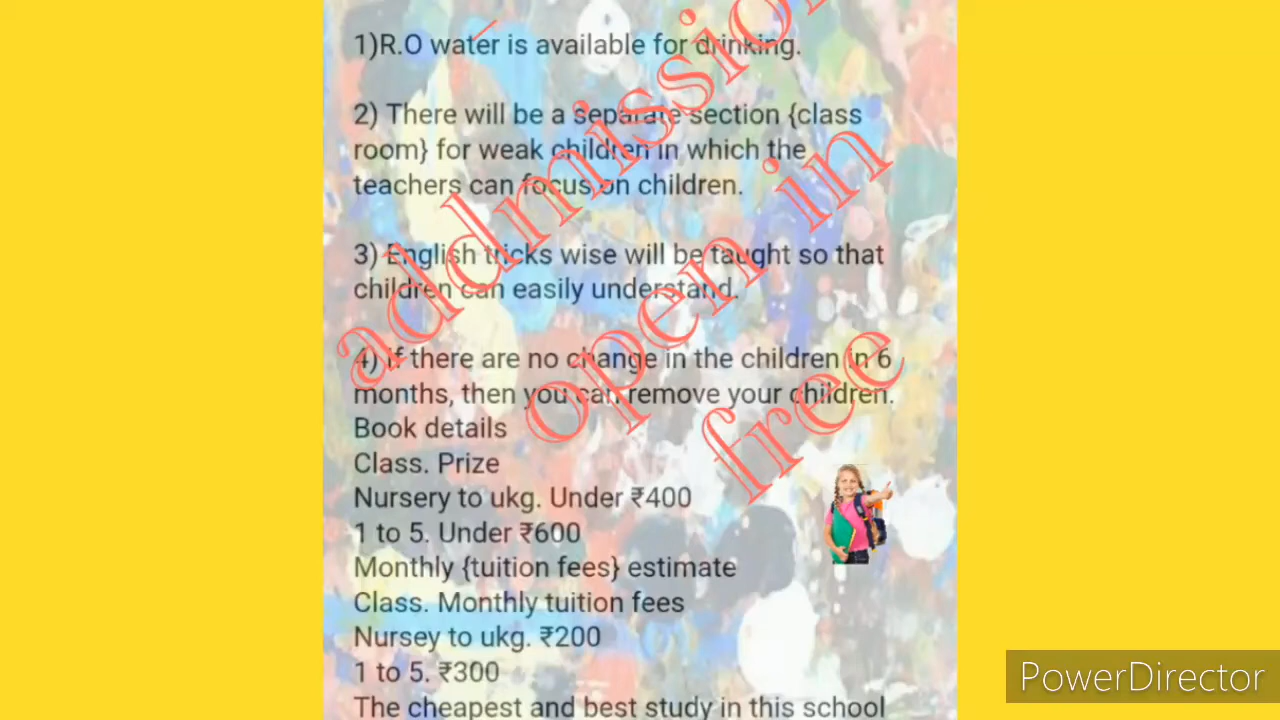 1)R.O water is available for drinking.
2) There will be a separate section {class
room} for weak children in which the
teachers can focus on children.
3) English tricks wise will be taught so that
children can easily understand.
4) If there are no change in the children in 6
months, then you can remove your children.
Book details
Class. Prize
Nursery to ukg. Under ₹400
1 to 5. Under ₹600
Monthly {tuition fees} estimate
Class. Monthly tuition fees
Nursey to ukg. ₹200
1 to 5. ₹300
The cheapest and best study in this school
addmission
open in
free
PowerDirector